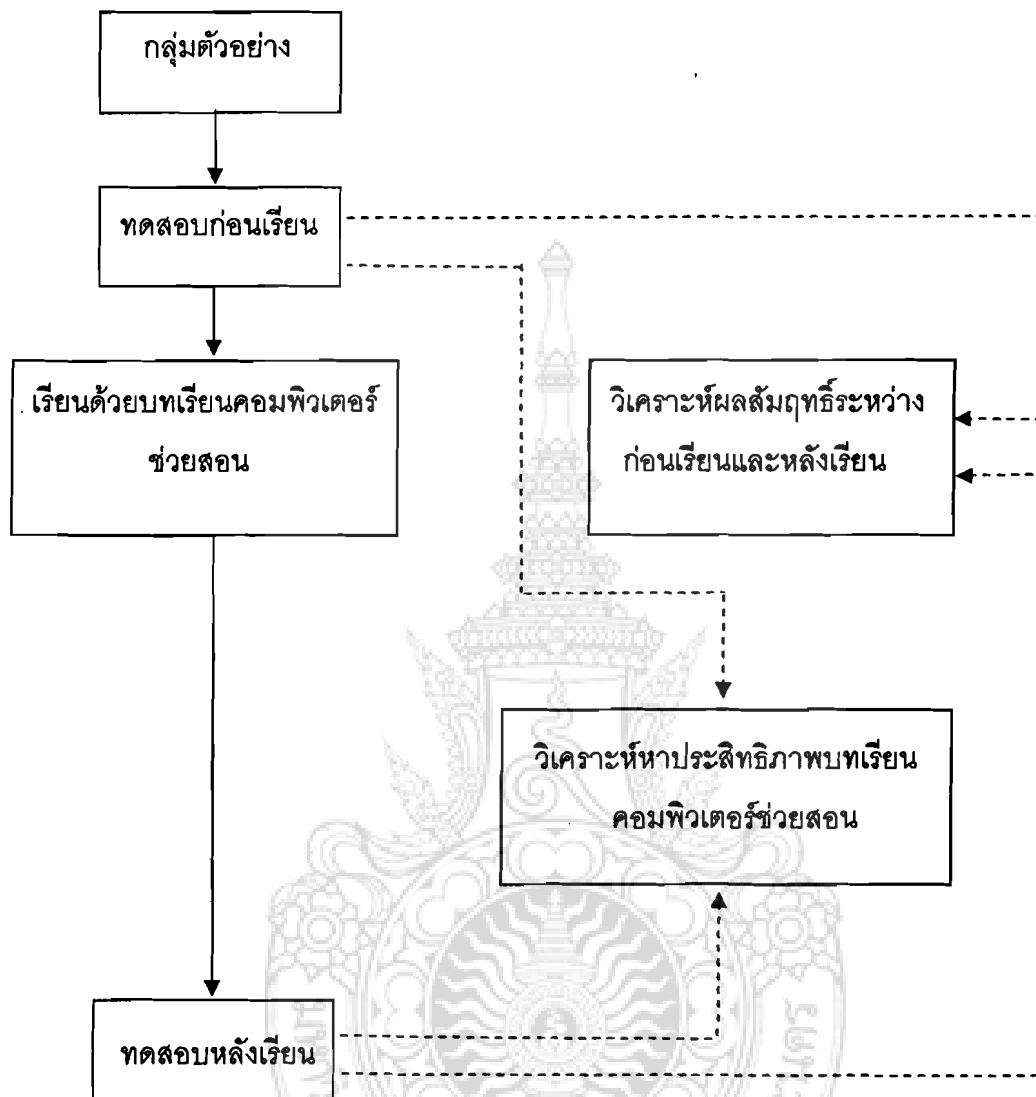 กลุ่มตัวอย่าง
ทดสอบก่อนเรียน
เรียนด้วยบทเรียนคอมพิวเตอร์
ช่วยสอน
วิเคราะห์ผลสัมฤทธิ์ระหว่าง
ก่อนเรียนและหลังเรียน
วิเคราะห์หาประสิทธิภาพบทเรียน
คอมพิวเตอร์ช่วยสอน
ทดสอบหลังเรียน